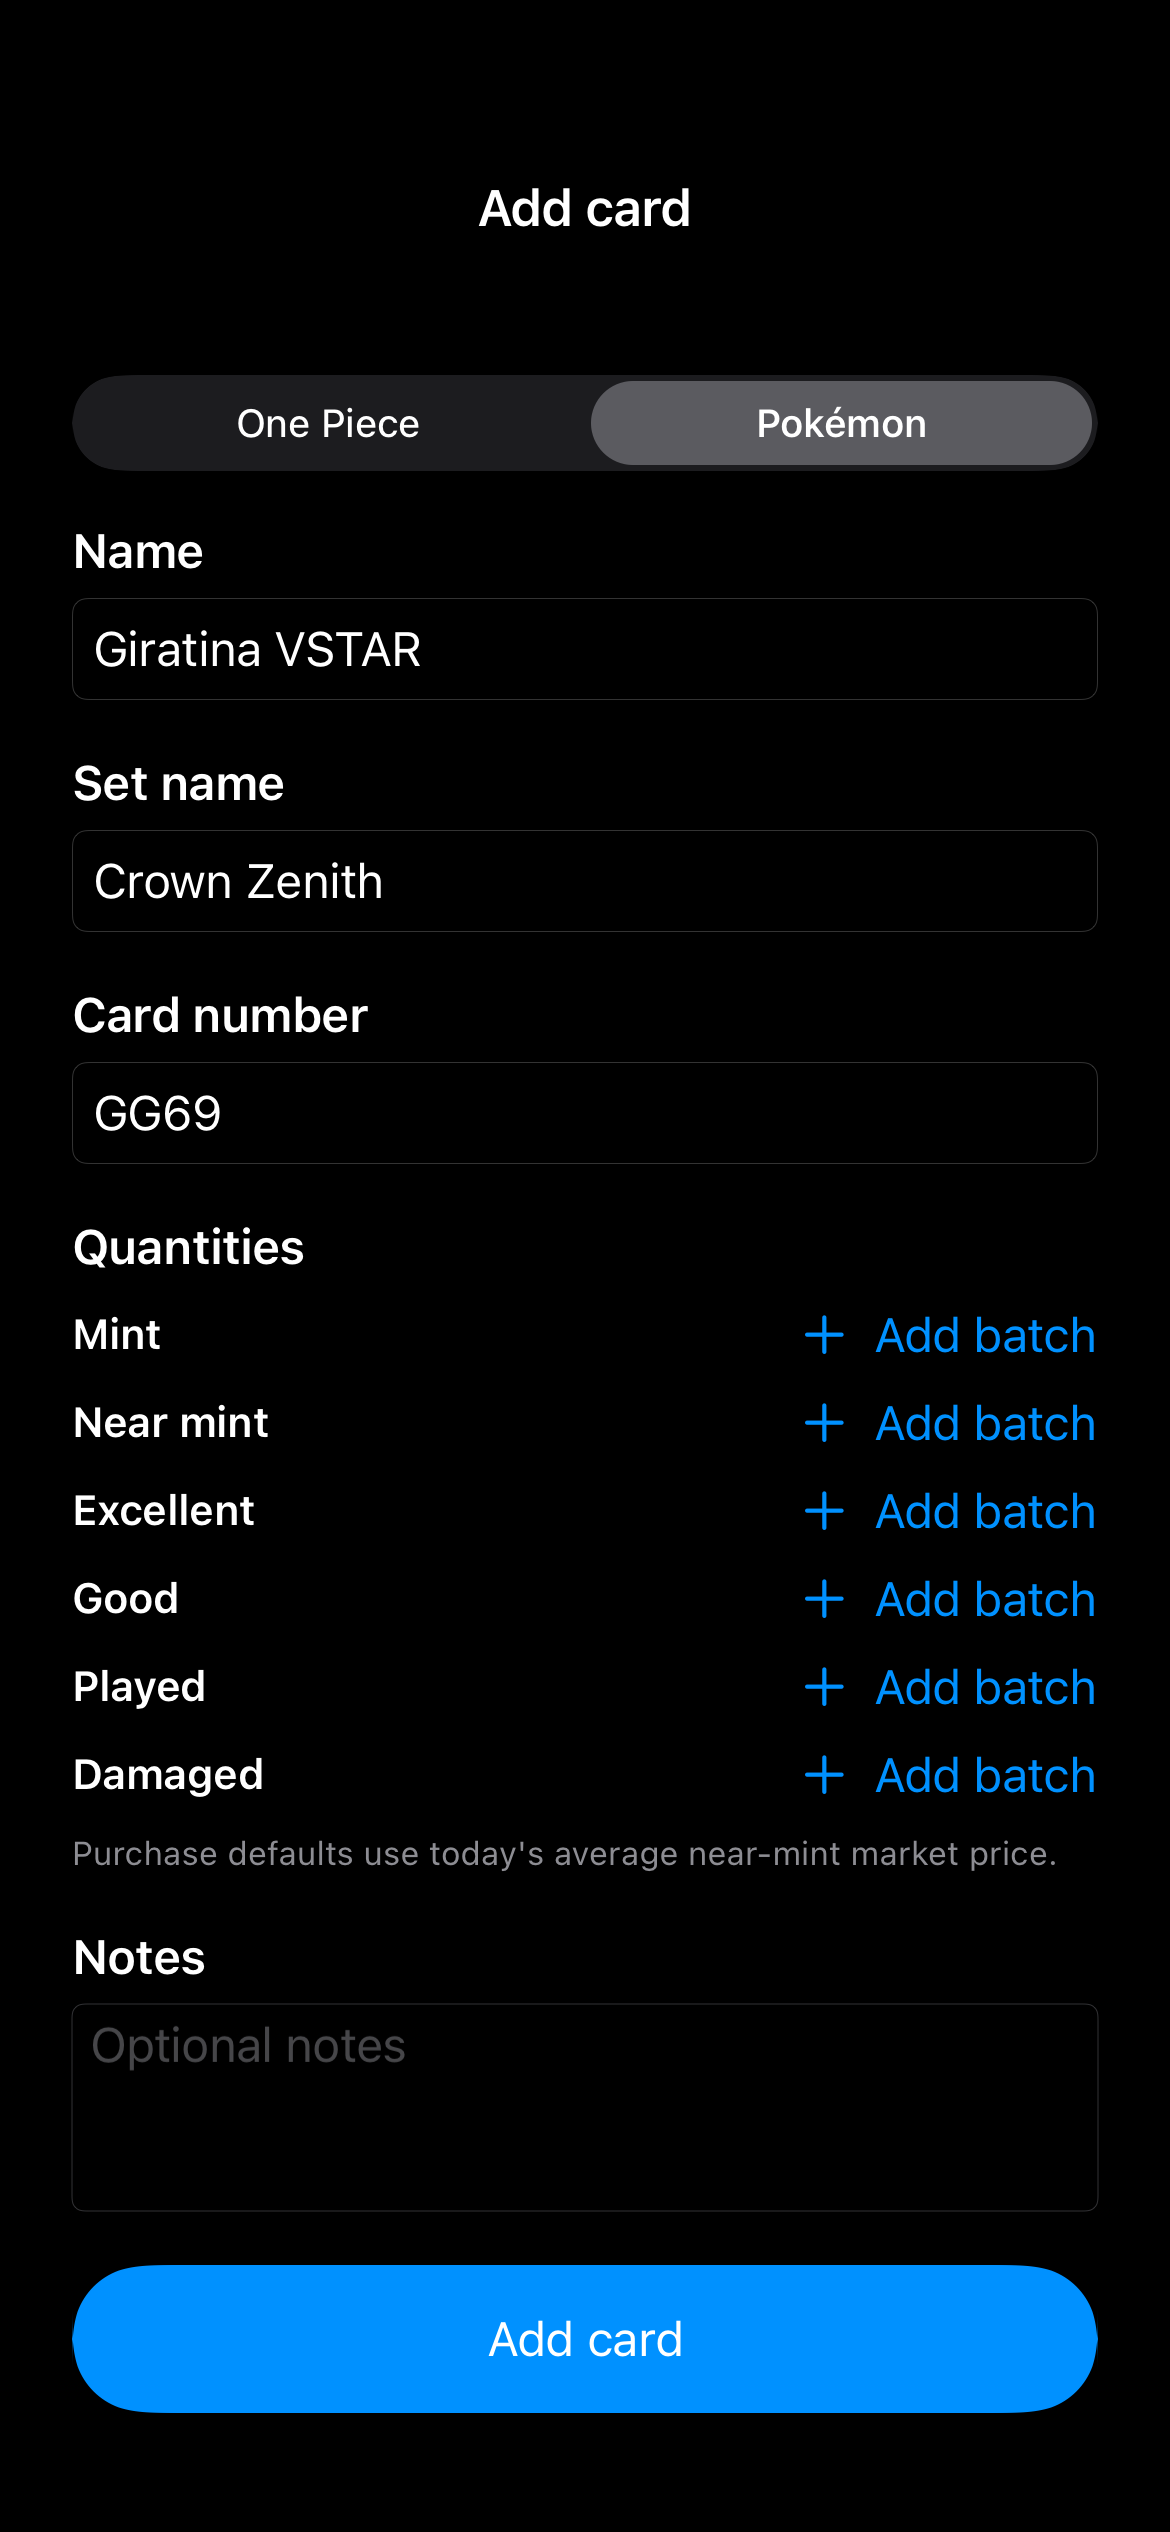 Add card
One Piece Pokémon
Name
Giratina VSTAR
Set name
Crown Zenith
Card number
GG69
Quantities
Mint + Add batch
Near mint + Add batch
Excellent + Add batch
Good + Add batch
Played + Add batch
Damaged + Add batch
Purchase defaults use today's average near-mint market price.
Notes
Optional notes
Add card